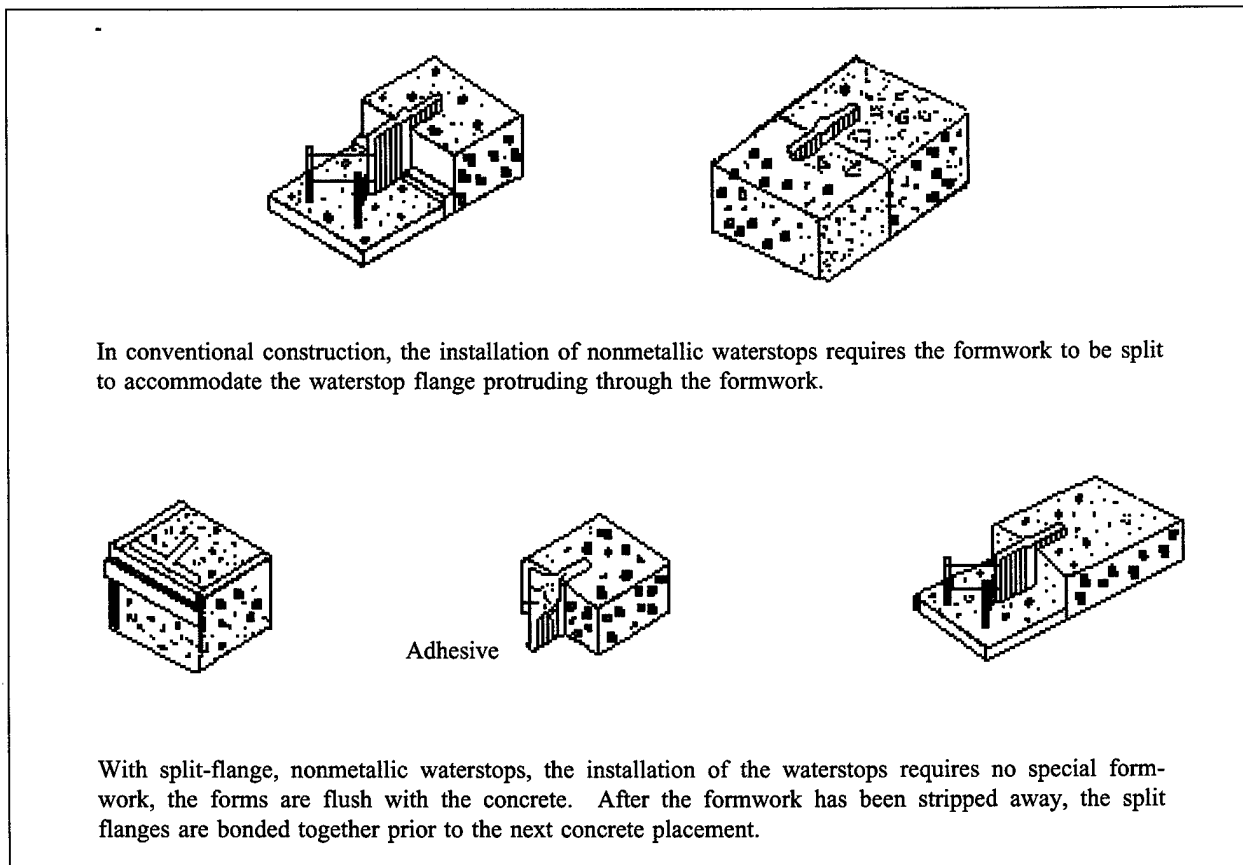 In conventional construction, the installation of nonmetallic waterstops requires the formwork to be split
to accommodate the waterstop flange protruding through the formwork.
Adhesive
With split-flange, nonmetallic waterstops, the installation of the waterstops requires no special form-
work, the forms are flush with the concrete. After the formwork has been stripped away, the split
flanges are bonded together prior to the next concrete placement.